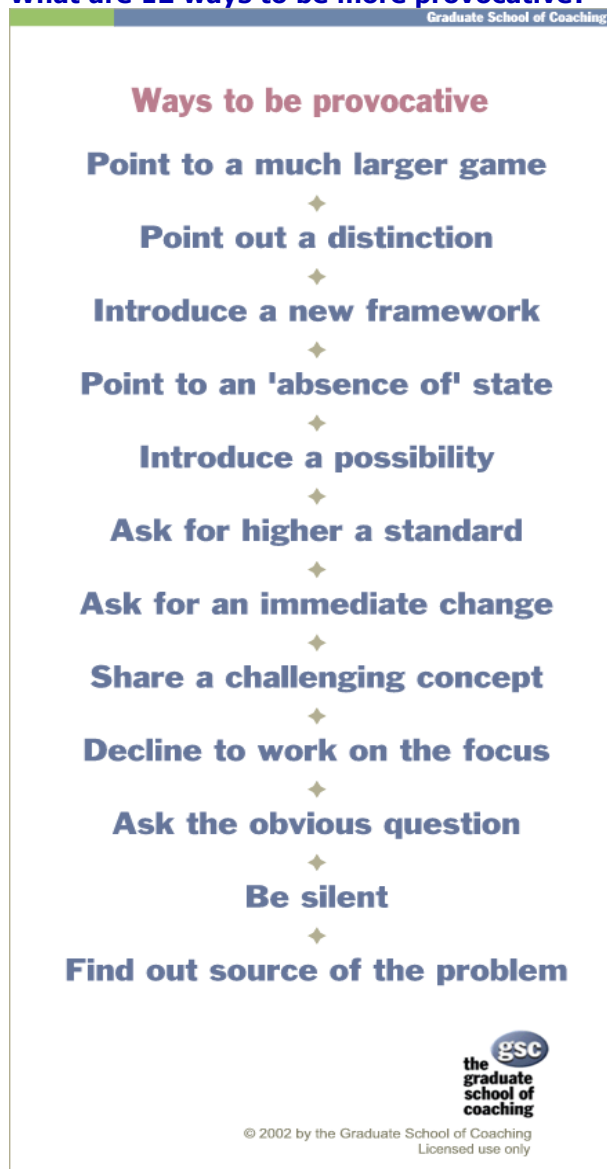 What are 12 ways to be more provocative?
Graduate School of Coaching
Ways to be provocative
Point to a much larger game
Point out a distinction
Introduce a new framework
Point to an 'absence of' state
Introduce a possibility
Ask for higher a standard
Ask for an immediate change
Share a challenging concept
Decline to work on the focus
Ask the obvious question
Be silent
Find out source of the problem
gsc
the
graduate
school of
coaching
© 2002 by the Graduate School of Coaching
Licensed use only